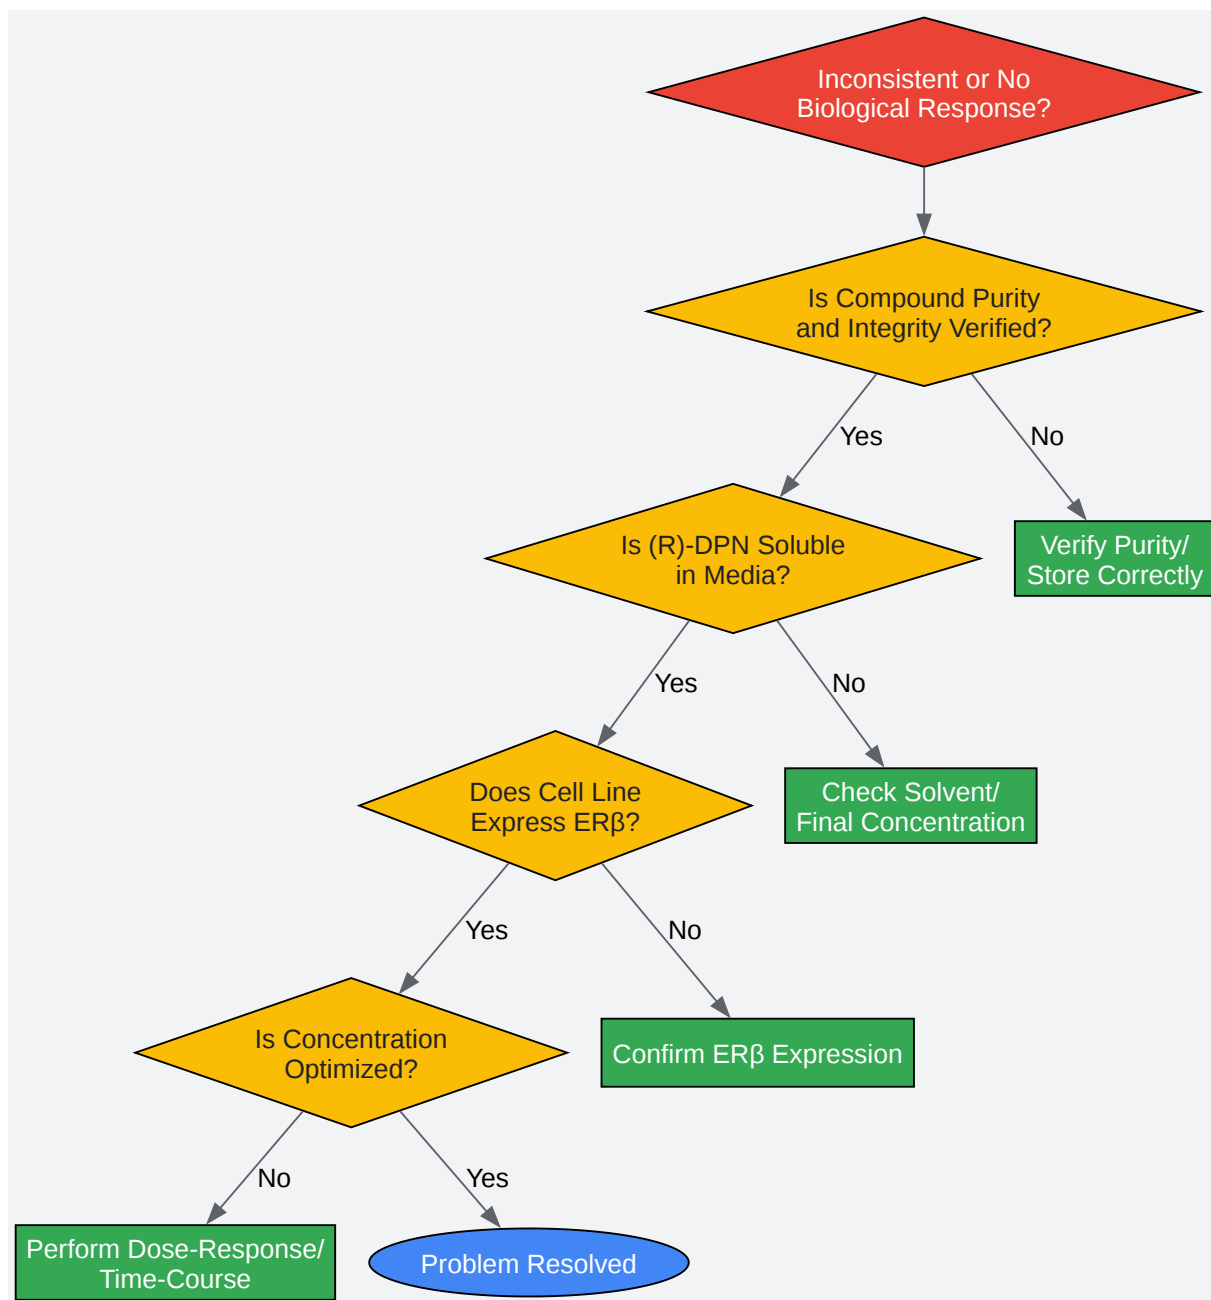 Inconsistent or No
Biological Response?
Is Compound Purity
and Integrity Verified?
Yes
No
Is (R)-DPN Soluble
in Media?
Verify Purity/
Store Correctly
Yes
No
Does Cell Line
Express ERβ?
Check Solvent/
Final Concentration
Yes
No
Is Concentration
Optimized?
Confirm ERβ Expression
No
Yes
Perform Dose-Response/
Time-Course
Problem Resolved